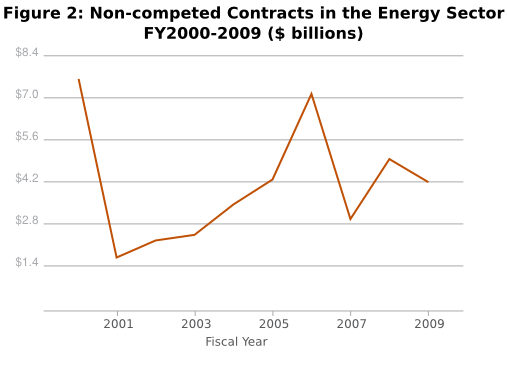 Figure 2: Non-competed Contracts in the Energy Sector
FY2000-2009 ($ billions)
$8.4
$7.0
$5.6
$4.2
$2.8
$1.4
2001 2003 2005 2007 2009
Fiscal Year